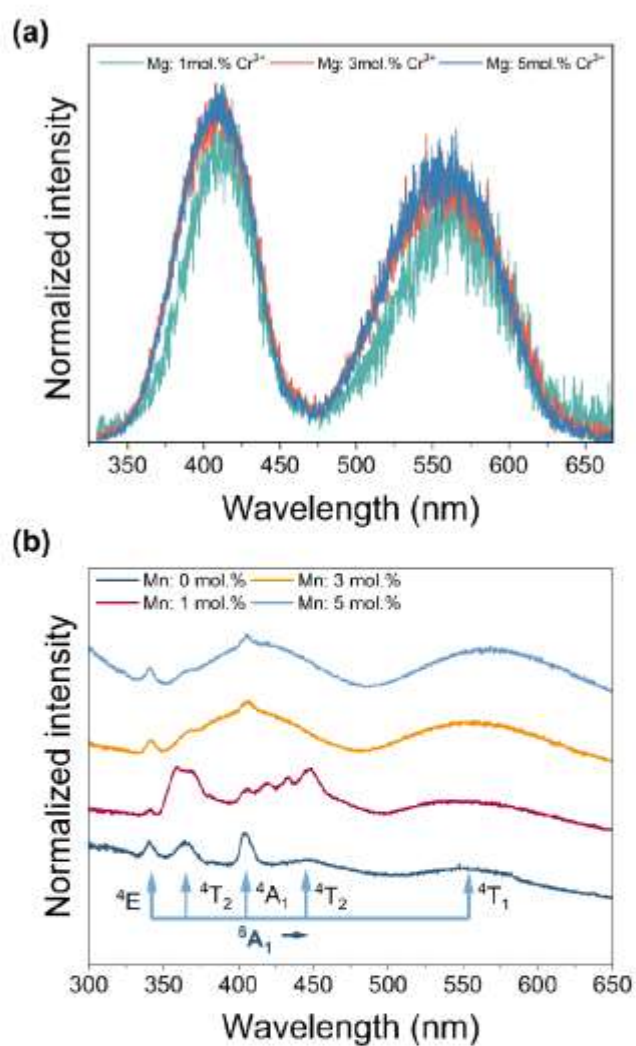 (a)
Mg: 1mol.% Cr³⁺ Mg: 3mol.% Cr³⁺ Mg: 5mol.% Cr³⁺
Normalized intensity
350 400 450 500 550 600 650
Wavelength (nm)
(b)
Mn: 0 mol.% Mn: 3 mol.%
Mn: 1 mol.% Mn: 5 mol.%
Normalized intensity
⁴E ⁴T₂ ⁴A₁ ⁴T₂ ⁴T₁
⁶A₁
300 350 400 450 500 550 600 650
Wavelength (nm)